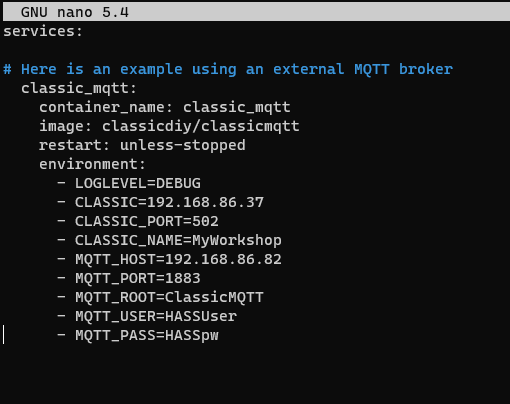 GNU nano 5.4
services:
# Here is an example using an external MQTT broker
classic_mqtt:
container_name: classic_mqtt
image: classicdiy/classicmqtt
restart: unless-stopped
environment:
- LOGLEVEL=DEBUG
- CLASSIC=192.168.86.37
- CLASSIC_PORT=502
- CLASSIC_NAME=MyWorkshop
- MQTT_HOST=192.168.86.82
- MQTT_PORT=1883
- MQTT_ROOT=ClassicMQTT
- MQTT_USER=HASSUser
- MQTT_PASS=HASSpw